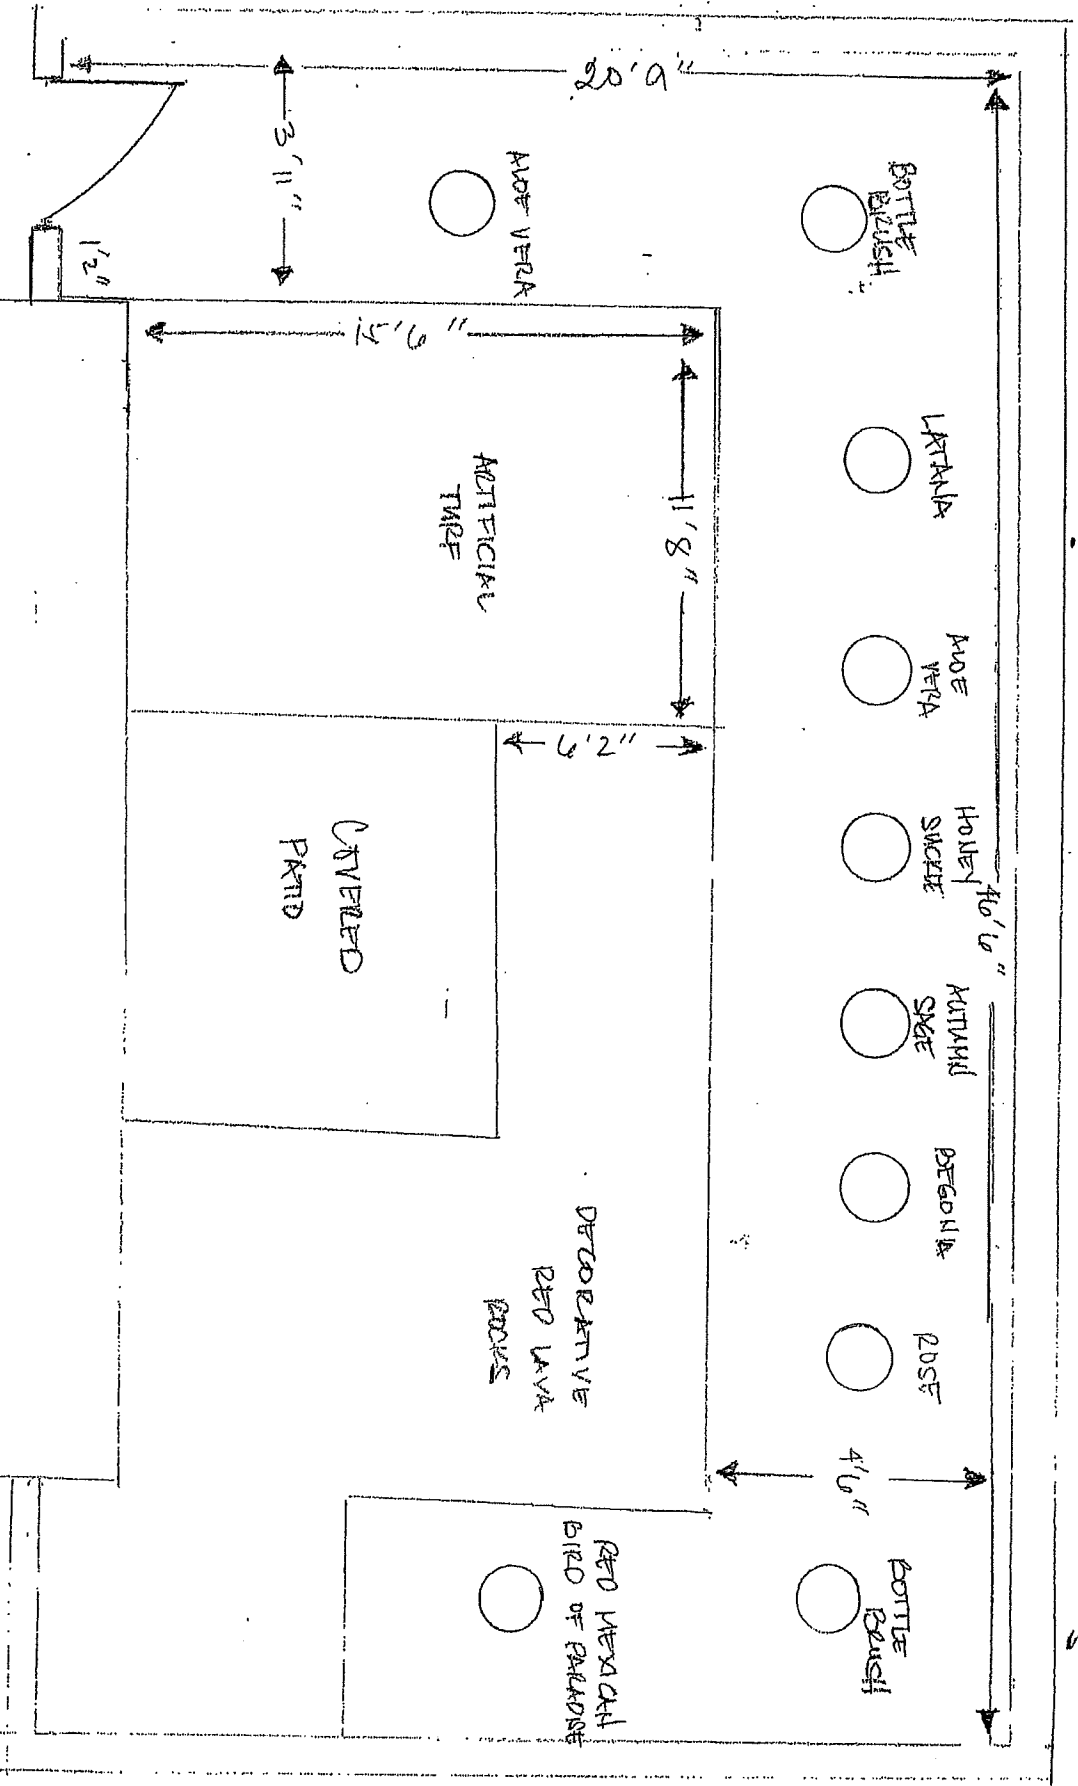 46'6"
BOTTLE
BRUSH
LATANA
ALOE
VERA
HONEY
SUCKLE
AUTUMN
SAGE
BEGONIA
ROSE
BOTTLE
BRUSH
20'9"
4'6"
ALOE VERA
3'11"
1'2"
15'6"
11'8"
ARTIFICIAL
TURF
6'2"
COVERED
PATIO
DECORATIVE
RED LAVA
ROCKS
RED MEXICAN
BIRD OF PARADISE